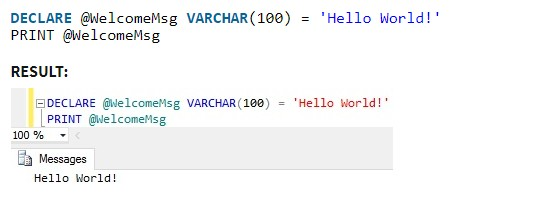 DECLARE @WelcomeMsg VARCHAR(100) = 'Hello World!'
PRINT @WelcomeMsg
RESULT:
DECLARE @WelcomeMsg VARCHAR(100) = 'Hello World!'
PRINT @WelcomeMsg
100 %
Messages
Hello World!